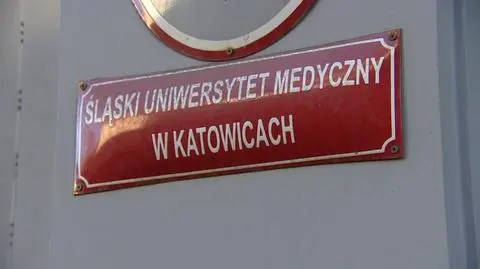 ŚLĄSKI UNIWERSYTET MEDYCZNY
W KATOWICACH